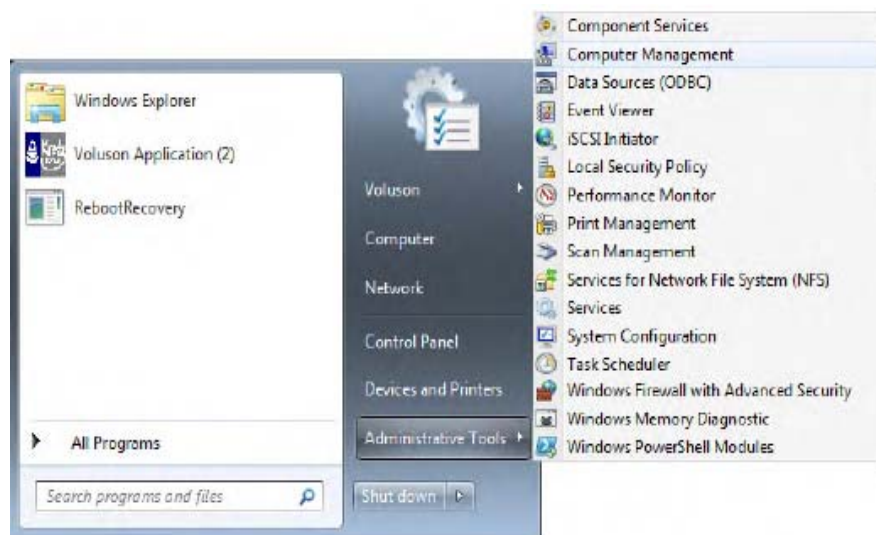 Windows Explorer
Voluson Application (2)
RebootRecovery
All Programs
Search programs and files
Voluson
Computer
Network
Control Panel
Devices and Printers
Administrative Tools
Shut down
Component Services
Computer Management
Data Sources (ODBC)
Event Viewer
iSCSI Initiator
Local Security Policy
Performance Monitor
Print Management
Scan Management
Services for Network File System (NFS)
Services
System Configuration
Task Scheduler
Windows Firewall with Advanced Security
Windows Memory Diagnostic
Windows PowerShell Modules